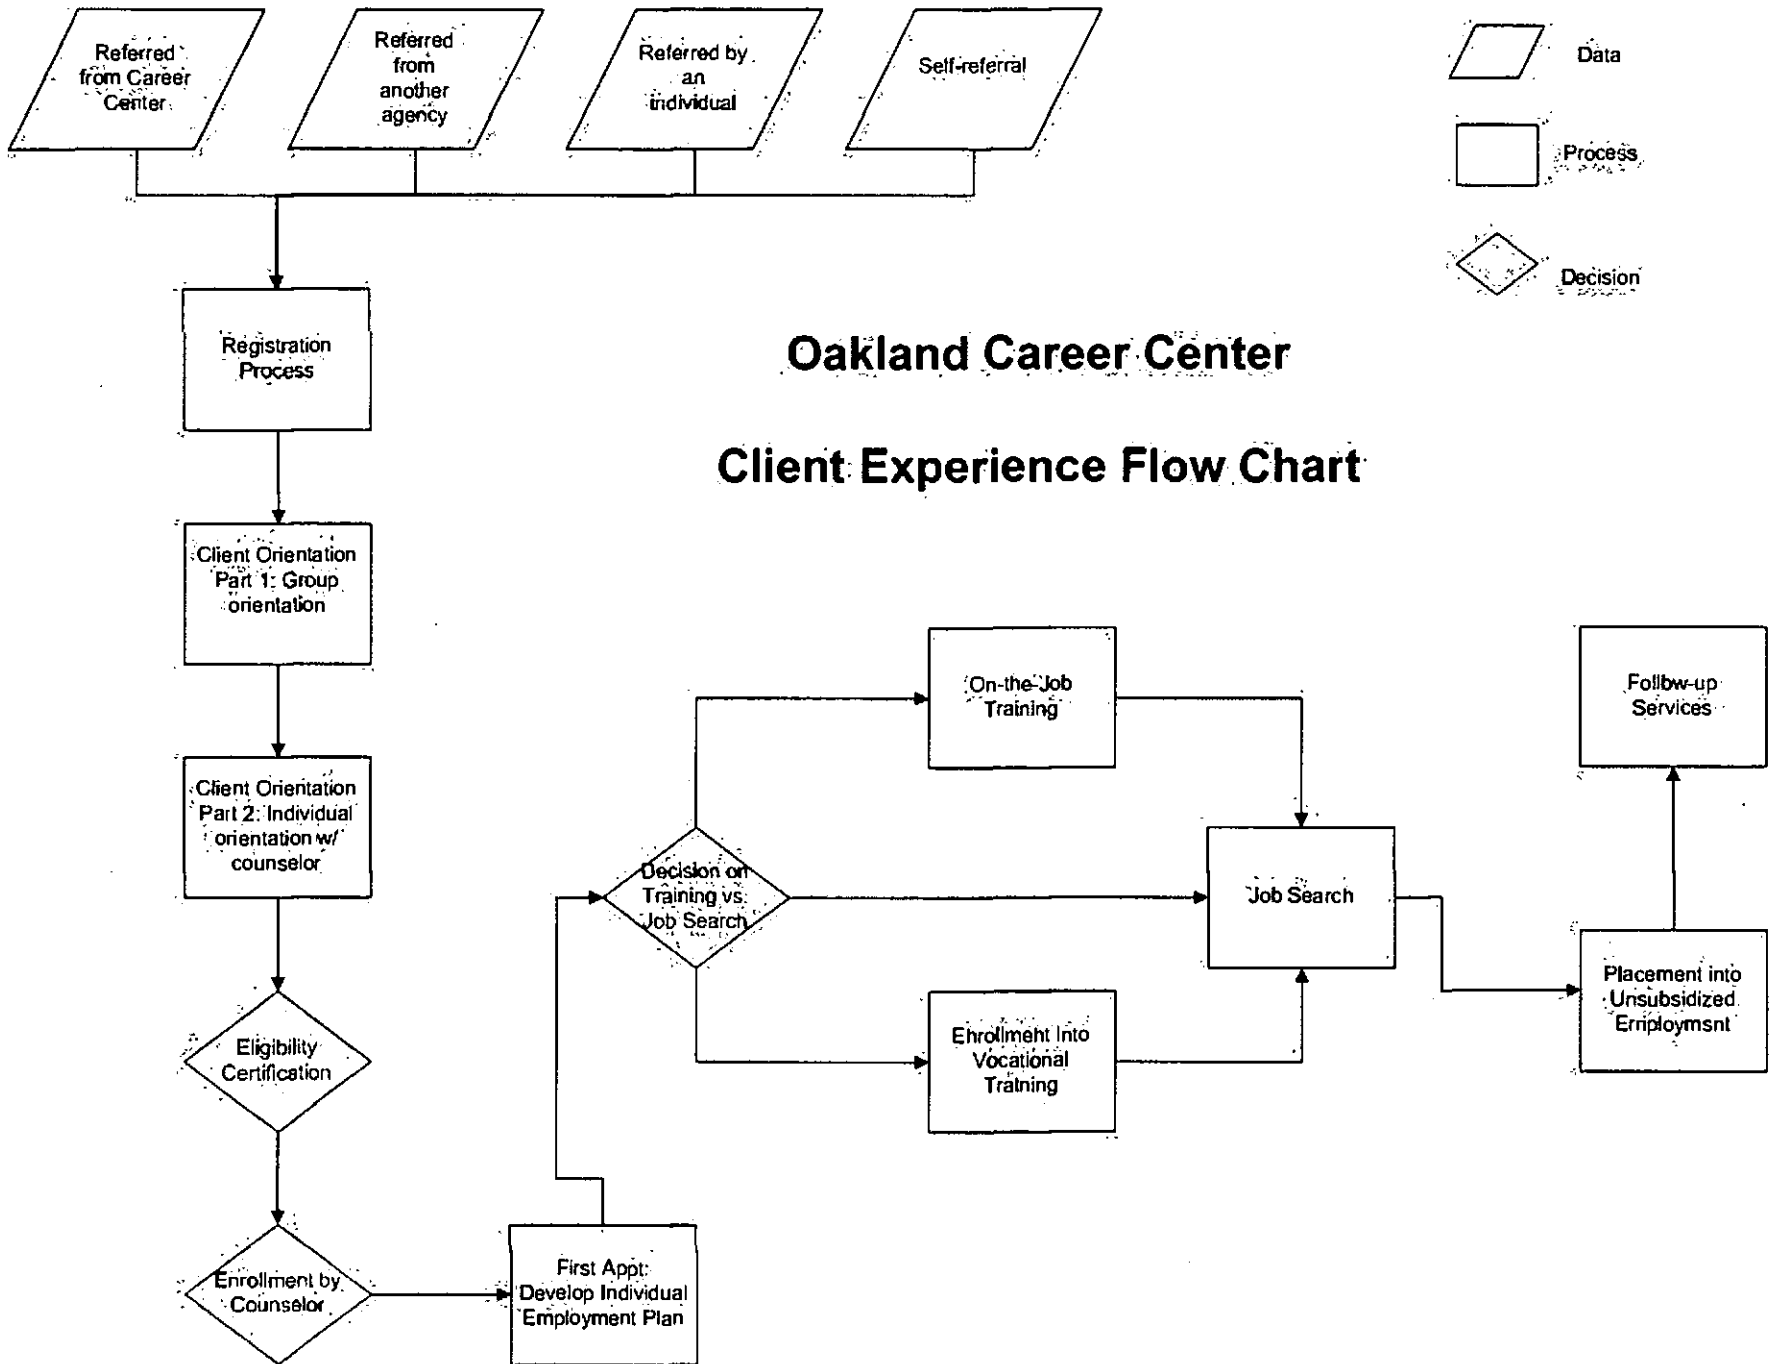 Referred
from Career
Center
Referred
from
another
agency
Referred by
an
individual
Self-referral
Data
Process
Decision
Registration
Process
Oakland Career Center
Client Experience Flow Chart
Client Orientation
Part 1: Group
orientation
Client Orientation
Part 2: Individual
orientation w/
counselor
Eligibility
Certification
Enrollment by
Counselor
First Appt:
Develop Individual
Employment Plan
Decision on
Training vs.
Job Search
On-the-Job
Training
Enrollment Into
Vocational
Training
Job Search
Placement into
Unsubsidized
Employment
Follow-up
Services